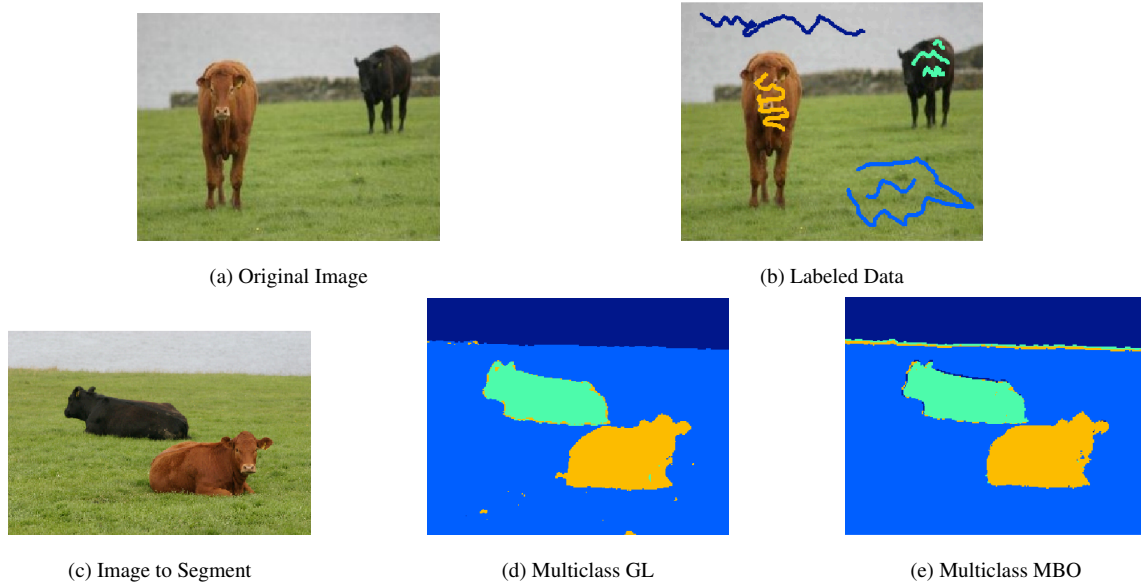 (a) Original Image
(b) Labeled Data
(c) Image to Segment
(d) Multiclass GL
(e) Multiclass MBO